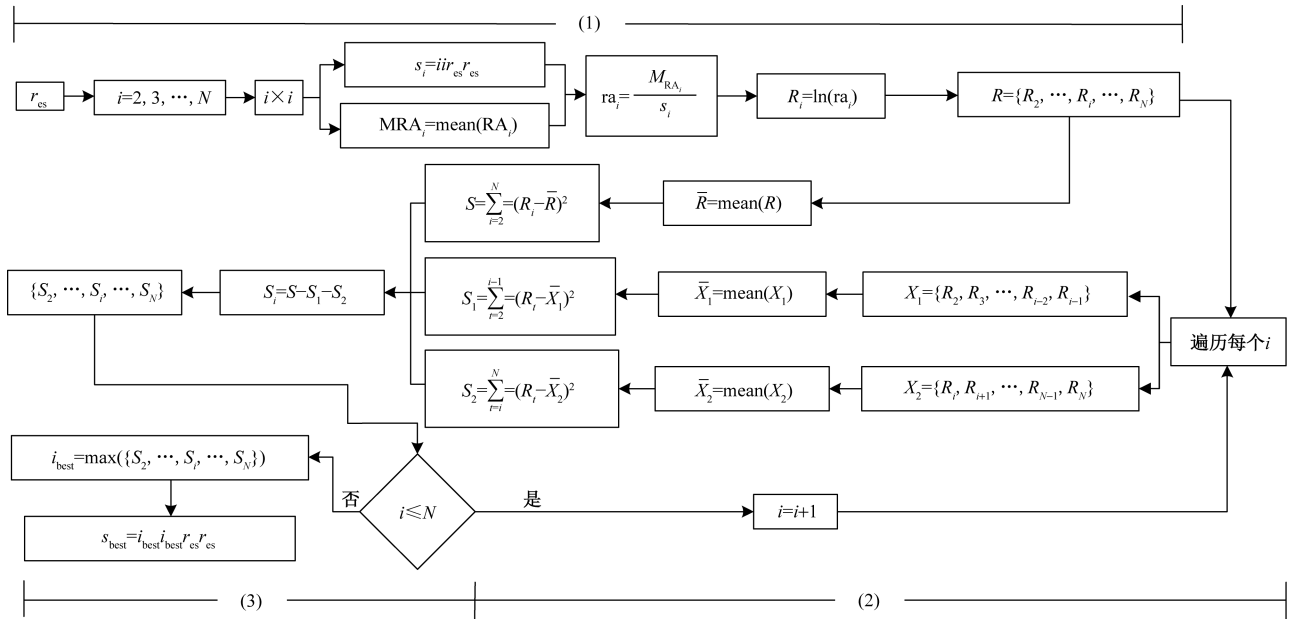 (1)
r_es
i=2, 3, …, N
i×i
s_i=iir_es r_es
MRA_i=mean(RA_i)
ra_i=M_RA_i/s_i
R_i=ln(ra_i)
R={R_2, …, R_i, …, R_N}
S=∑_{i=2}^{N}=(R_i−R̅)²
R̅=mean(R)
{S_2, …, S_i, …, S_N}
S_i=S−S_1−S_2
S_1=∑_{t=2}^{i−1}=(R_t−X̅_1)²
X̅_1=mean(X_1)
X_1={R_2, R_3, …, R_{i−2}, R_{i−1}}
遍历每个i
S_2=∑_{t=i}^{N}=(R_t−X̅_2)²
X̅_2=mean(X_2)
X_2={R_i, R_{i+1}, …, R_{N−1}, R_N}
i_best=max({S_2, …, S_i, …, S_N})
否
i≤N
是
i=i+1
s_best=i_best i_best r_es r_es
(3)
(2)